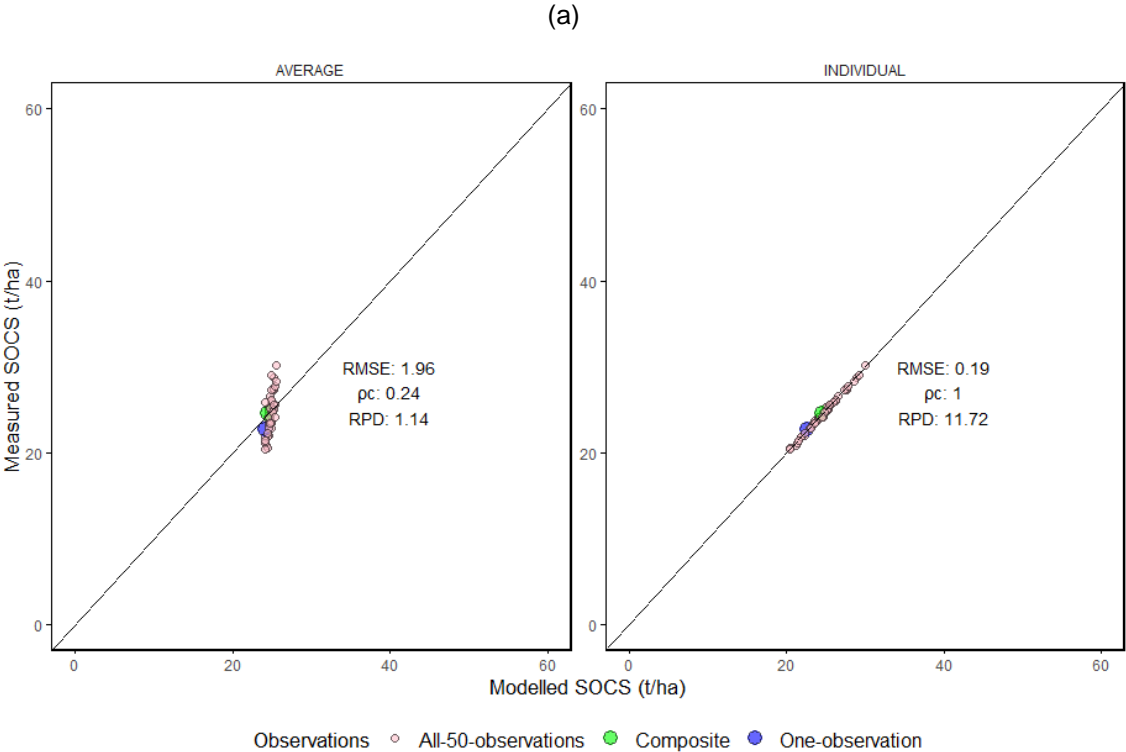 (a)
AVERAGE
INDIVIDUAL
Measured SOCS (t/ha)
60
40
20
0
RMSE: 1.96
ρc: 0.24
RPD: 1.14
0 20 40 60
60
40
20
0
RMSE: 0.19
ρc: 1
RPD: 11.72
0 20 40 60
Modelled SOCS (t/ha)
Observations All-50-observations Composite One-observation